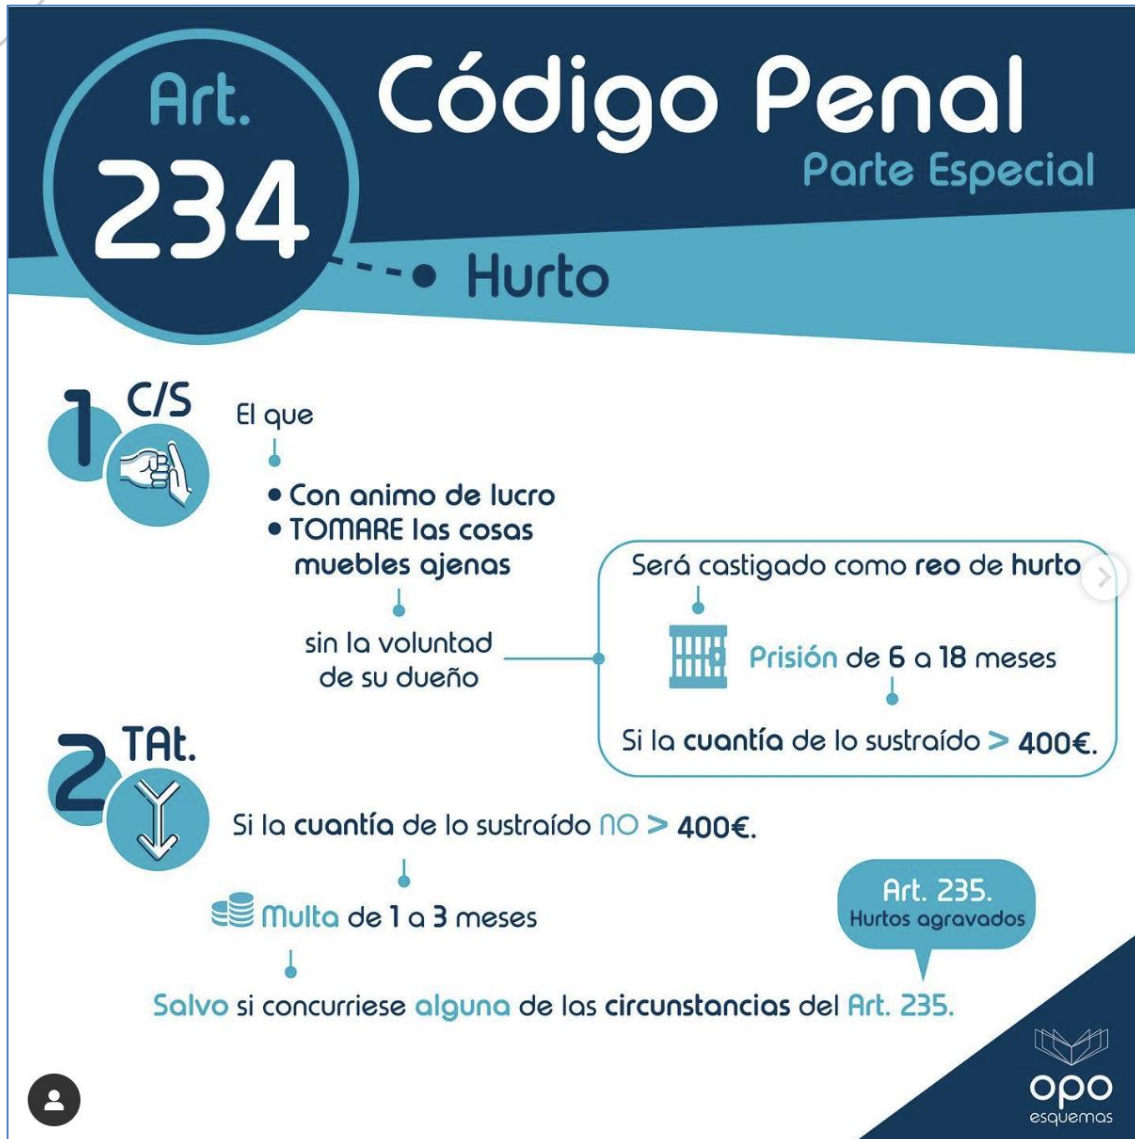 Art.
234
Código Penal
Parte Especial
Hurto
1 C/S
El que
• Con animo de lucro
• TOMARE las cosas
muebles ajenas
sin la voluntad
de su dueño
Será castigado como reo de hurto
Prisión de 6 a 18 meses
Si la cuantía de lo sustraído > 400€.
2 TAt.
Si la cuantía de lo sustraído NO > 400€.
Multa de 1 a 3 meses
Art. 235.
Hurtos agravados
Salvo si concurriese alguna de las circunstancias del Art. 235.
opo
esquemas